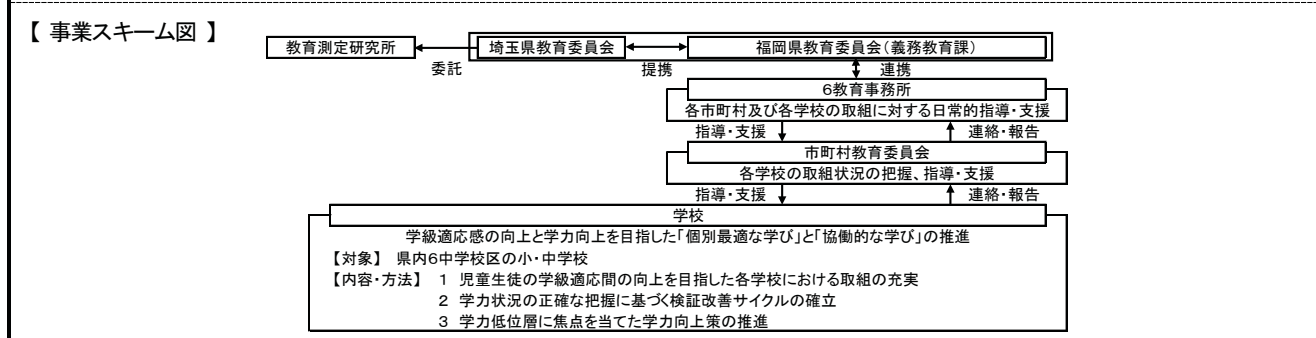 【 事業スキーム図 】
教育測定研究所 埼玉県教育委員会 福岡県教育委員会(義務教育課)
委託 提携 連携
6教育事務所
各市町村及び各学校の取組に対する日常的指導・支援
指導・支援 連絡・報告
市町村教育委員会
各学校の取組状況の把握、指導・支援
指導・支援 連絡・報告
学校
学級適応感の向上と学力向上を目指した「個別最適な学び」と「協働的な学び」の推進
【対象】 県内6中学校区の小・中学校
【内容・方法】 1 児童生徒の学級適応間の向上を目指した各学校における取組の充実
2 学力状況の正確な把握に基づく検証改善サイクルの確立
3 学力低位層に焦点を当てた学力向上策の推進